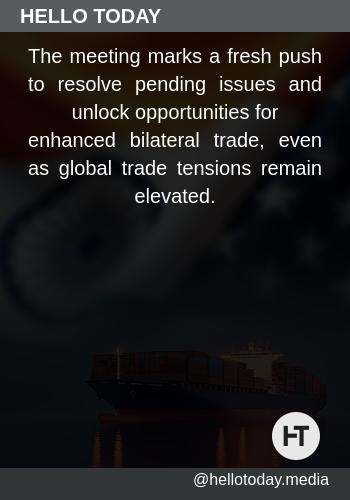 HELLO TODAY
The meeting marks a fresh push
to resolve pending issues and
unlock opportunities for
enhanced bilateral trade, even
as global trade tensions remain
elevated.
HT
@hellotoday.media